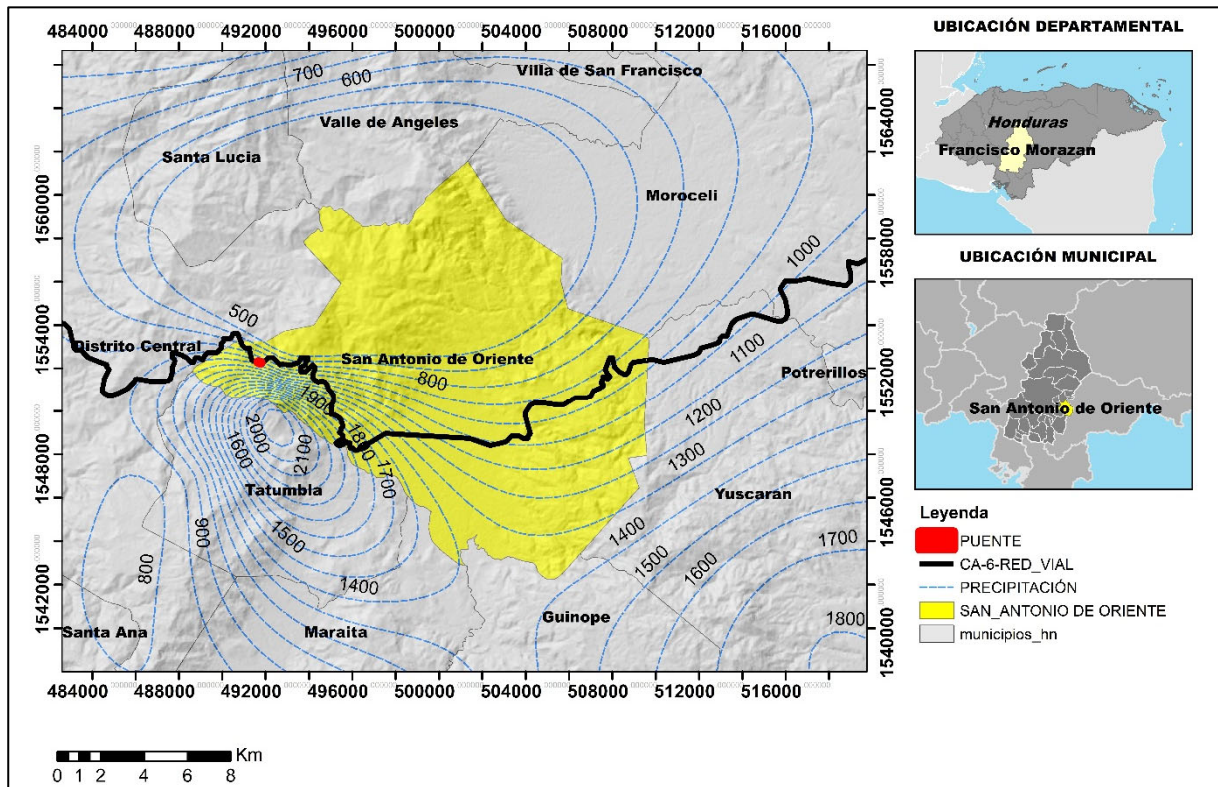 484000 488000 492000 496000 500000 504000 508000 512000 516000
UBICACIÓN DEPARTAMENTAL
Honduras
Francisco Morazan
UBICACIÓN MUNICIPAL
San Antonio de Oriente
700
600
Villa de San Francisco
Valle de Angeles
Santa Lucia
Moroceli
1000
500
Distrito Central
San Antonio de Oriente
800
1100
Potrerillos
1900
1200
2000
1800
1600
2100
1700
1300
Tatumbla
Yuscaran
900
1500
1400
1700
1500
1600
800
1400
Guinope
1800
Santa Ana
Maraita
1560000
1554000
1548000
1542000
1564000
1558000
1552000
1546000
1540000
484000 488000 492000 496000 500000 504000 508000 512000 516000
Leyenda
PUENTE
CA-6-RED_VIAL
PRECIPITACIÓN
SAN_ANTONIO DE ORIENTE
municipios_hn
Km
0 1 2 4 6 8